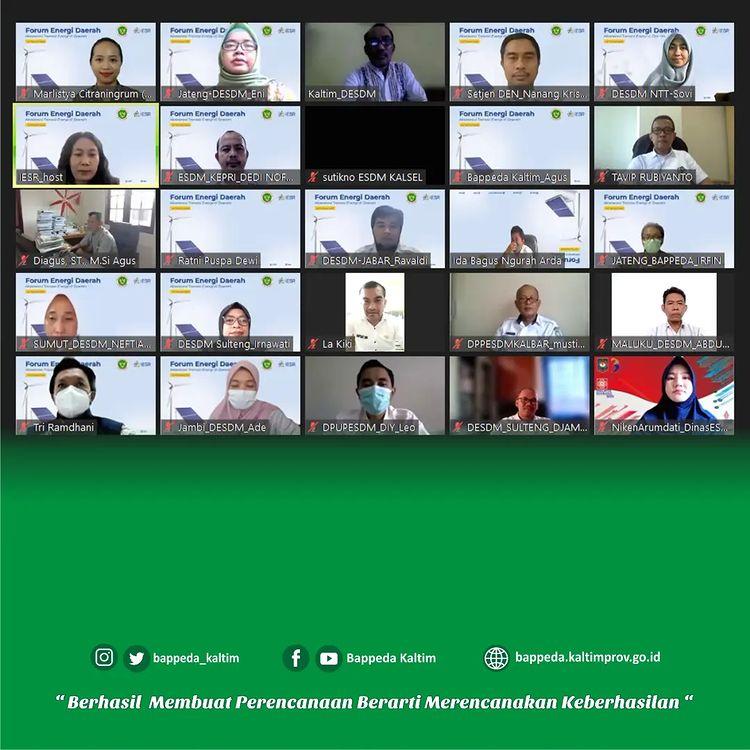 Forum Energi Daerah
Forum Energi Daerah
Forum Energi Daerah
Forum Energi Daerah
Marlistya Citraningrum (...
Jateng-DESDM_Eni
Kaltim_DESDM
Setjen DEN_Nanang Kris...
DESDM NTT-Sovi
Forum Energi Daerah
Forum Energi Daerah
Forum Energi Daerah
IESR_host
ESDM_KEPRI_DEDI NOF...
sutikno ESDM KALSEL
Bappeda Kaltim_Agus
TAVIP RUBIYANTO
Forum Energi Daerah
Forum Energi Daerah
Forum Energi Daerah
Diagus, ST., M.Si Agus
Ratni Puspa Dewi
DESDM-JABAR_Ravaldi
Ida Bagus Ngurah Arda
JATENG_BAPPEDA_IRFIN
Forum Energi Daerah
Forum Energi Daerah
SUMUT_DESDM_NEFTIA...
DESDM Sulteng_Irnawati
La Kiki
DPPESDMKALBAR_musti...
MALUKU_DESDM_ABDU...
Forum Energi Daerah
Forum Energi Daerah
Tri Ramdhani
Jambi_DESDM_Ade
DPUPESDM_DIY_Leo
DESDM_SULTENG_DJAM...
NikenArumdati_DinasES...
bappeda_kaltim
Bappeda Kaltim
bappeda.kaltimprov.go.id
“ Berhasil Membuat Perencanaan Berarti Merencanakan Keberhasilan “